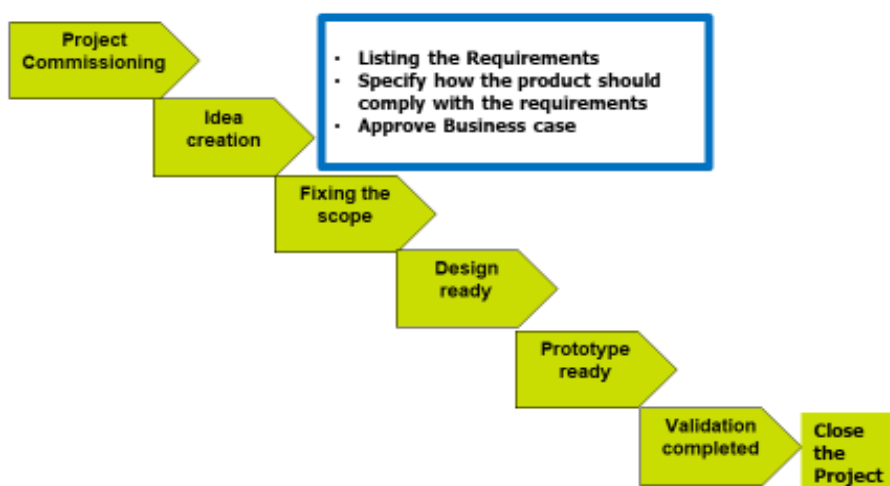 Project
Commissioning
· Listing the Requirements
· Specify how the product should
comply with the requirements
· Approve Business case
Idea
creation
Fixing the
scope
Design
ready
Prototype
ready
Validation
completed
Close
the
Project